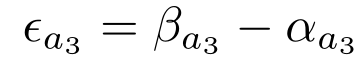 ϵ_{a_3} = β_{a_3} − α_{a_3}